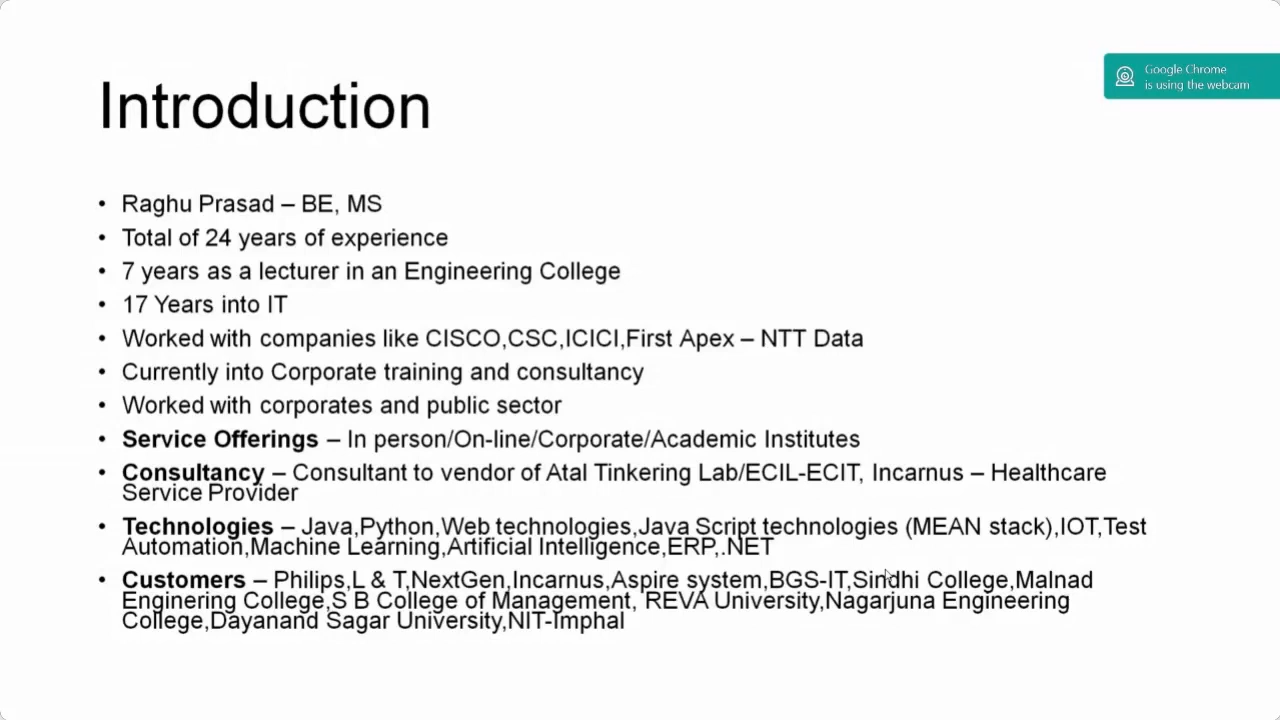 Introduction
Google Chrome
is using the webcam
• Raghu Prasad – BE, MS
• Total of 24 years of experience
• 7 years as a lecturer in an Engineering College
• 17 Years into IT
• Worked with companies like CISCO,CSC,ICICI,First Apex – NTT Data
• Currently into Corporate training and consultancy
• Worked with corporates and public sector
• Service Offerings – In person/On-line/Corporate/Academic Institutes
• Consultancy – Consultant to vendor of Atal Tinkering Lab/ECIL-ECIT, Incarnus – Healthcare
Service Provider
• Technologies – Java,Python,Web technologies,Java Script technologies (MEAN stack),IOT,Test
Automation,Machine Learning,Artificial Intelligence,ERP,.NET
• Customers – Philips,L & T,NextGen,Incarnus,Aspire system,BGS-IT,Sindhi College,Malnad
Enginering College,S B College of Management, REVA University,Nagarjuna Engineering
College,Dayanand Sagar University,NIT-Imphal